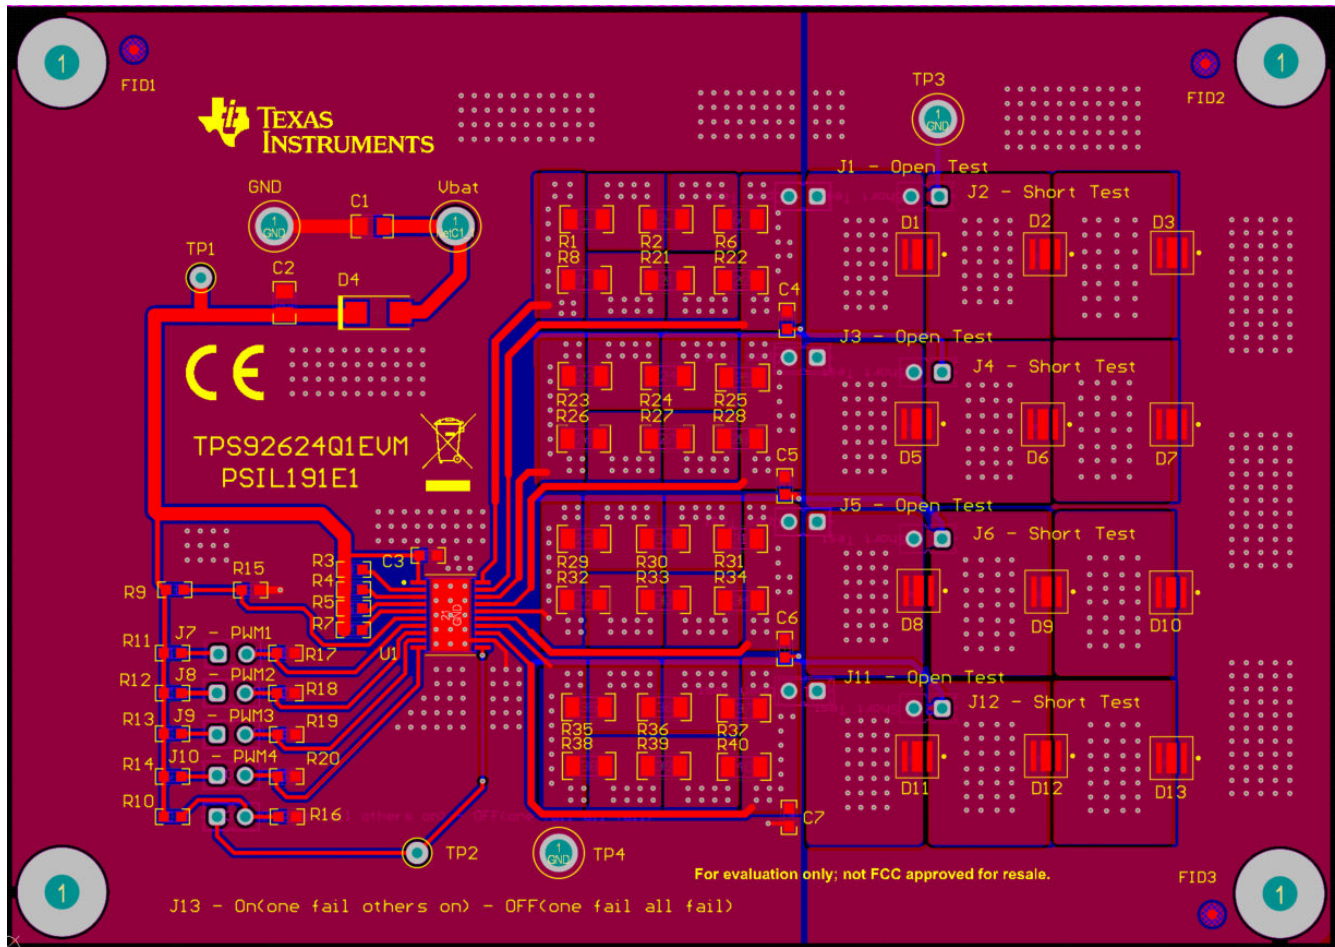 1
1
FID1
FID2
TP3
1
GND
TEXAS
INSTRUMENTS
J1 - Open Test
GND
Vbat
C1
J2 - Short Test
1
GND
1
NetC1
D1
D2
D3
R1
R2
R6
TP1
C2
D4
R8
R21
R22
C4
J3 - Open Test
CE
J4 - Short Test
R23
R24
R25
R26
R27
R28
TPS92624Q1EVM
PSIL191E1
C5
D5
D6
D7
J5 - Open Test
J6 - Short Test
R3
C3
R29
R30
R31
R9
R15
R4
R32
R33
R34
R5
R7
21
GND
C6
D8
D9
D10
R11
J7 - PWM1
R17
U1
J11 - Open Test
R12
J8 - PWM2
R18
J12 - Short Test
R13
J9 - PWM3
R19
R35
R36
R37
R14
J10 - PWM4
R20
R38
R39
R40
D11
D12
D13
R10
R16
C7
TP2
1
GND
TP4
For evaluation only; not FCC approved for resale.
FID3
1
1
J13 - On(one fail others on) - OFF(one fail all fail)